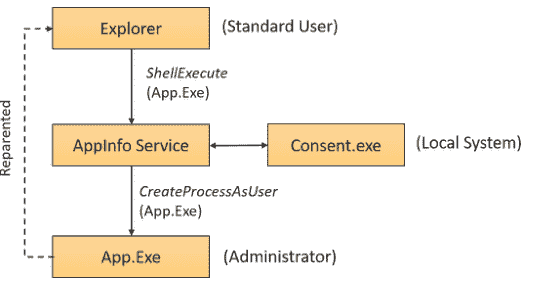 Explorer
(Standard User)
ShellExecute
(App.Exe)
Reparented
AppInfo Service
Consent.exe
(Local System)
CreateProcessAsUser
(App.Exe)
App.Exe
(Administrator)